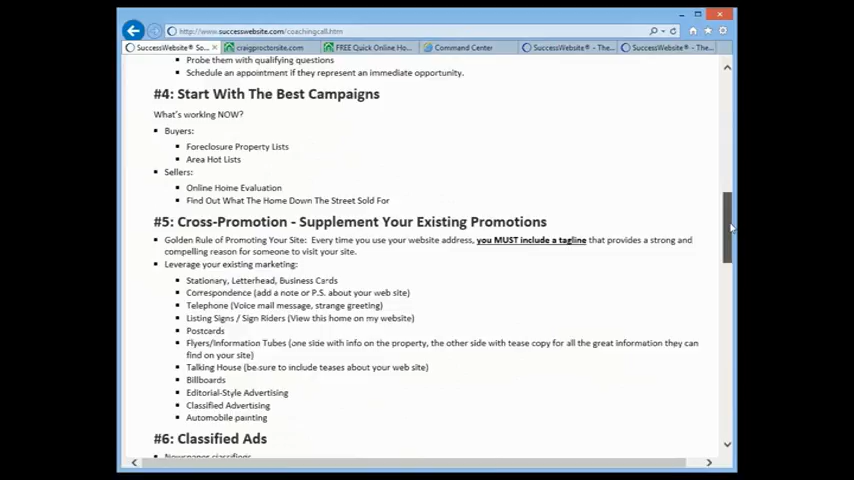 http://www.successwebsite.com/coachingcall.htm
SuccessWebsite® So...
craigproctorsite.com
FREE Quick Online Ho...
Command Center
SuccessWebsite® - The...
SuccessWebsite® - The...
Probe them with qualifying questions
Schedule an appointment if they represent an immediate opportunity.
#4: Start With The Best Campaigns
What's working NOW?
Buyers:
Foreclosure Property Lists
Area Hot Lists
Sellers:
Online Home Evaluation
Find Out What The Home Down The Street Sold For
#5: Cross-Promotion - Supplement Your Existing Promotions
Golden Rule of Promoting Your Site: Every time you use your website address, you MUST include a tagline that provides a strong and
compelling reason for someone to visit your site.
Leverage your existing marketing:
Stationary, Letterhead, Business Cards
Correspondence (add a note or P.S. about your web site)
Telephone (Voice mail message, strange greeting)
Listing Signs / Sign Riders (View this home on my website)
Postcards
Flyers/Information Tubes (one side with info on the property, the other side with tease copy for all the great information they can
find on your site)
Talking House (be sure to include teases about your web site)
Billboards
Editorial-Style Advertising
Classified Advertising
Automobile painting
#6: Classified Ads
Newspaper classifieds